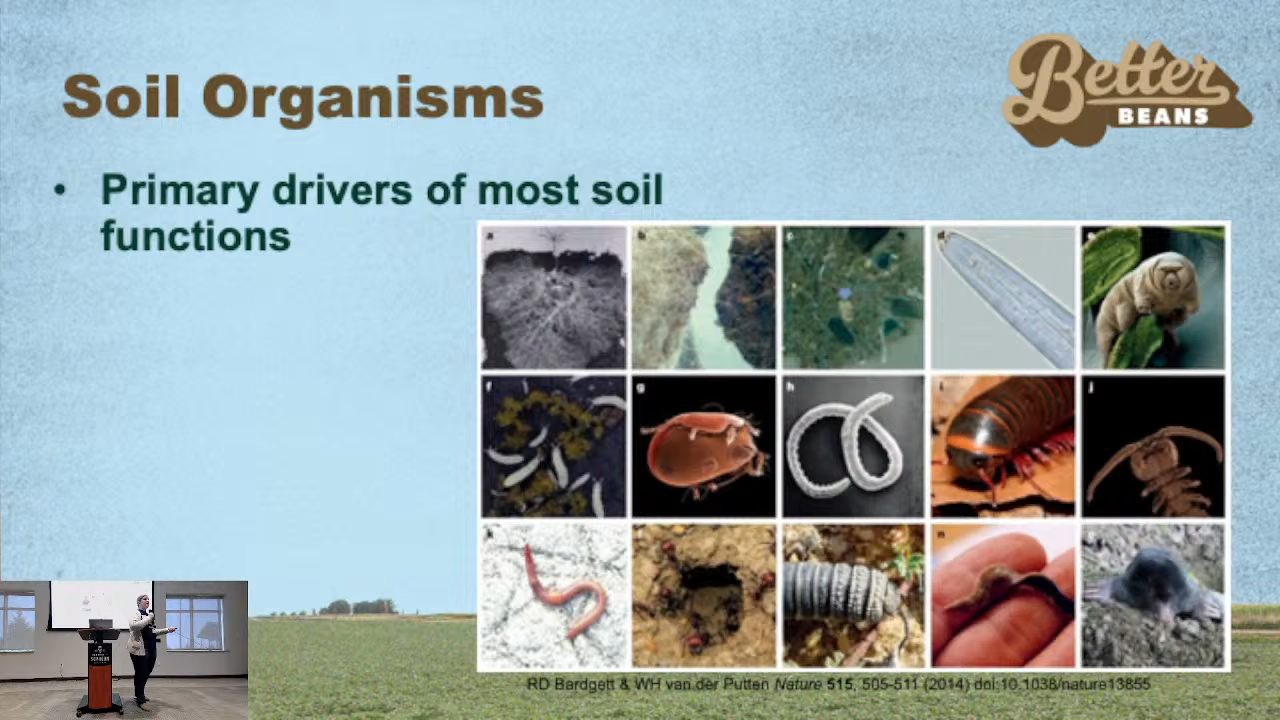 Better
BEANS
Soil Organisms
• Primary drivers of most soil
functions
a
b
c
d
e
f
g
h
i
j
k
n
RD Bardgett & WH van der Putten Nature 515, 505-511 (2014) doi:10.1038/nature13855